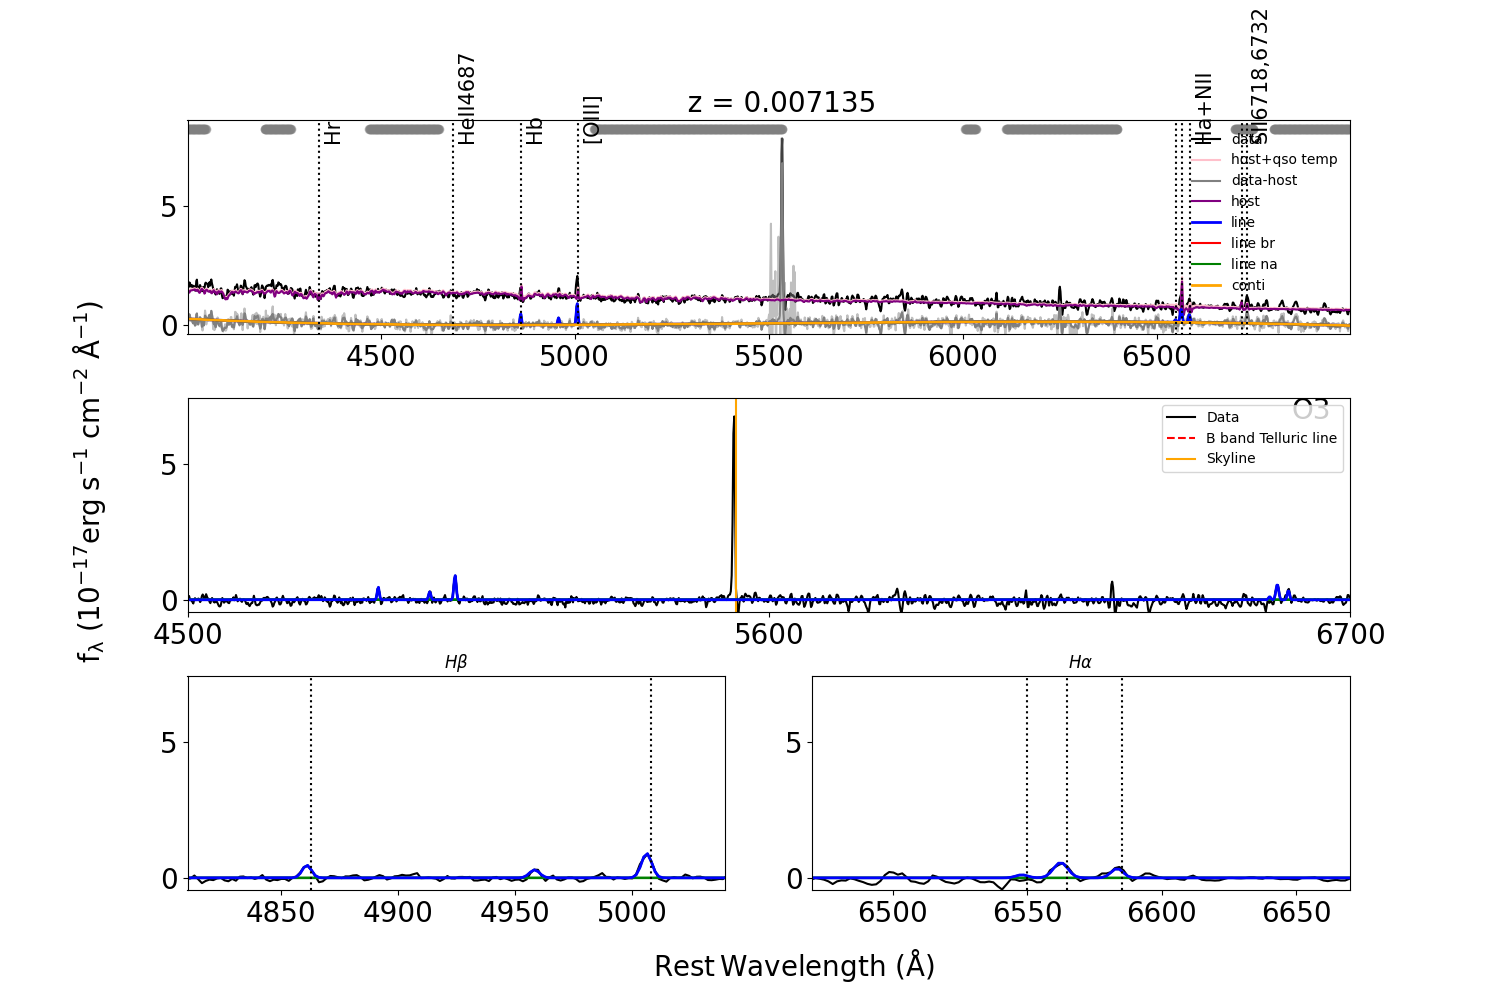 z = 0.007135
Hr
HeII4687
Hb
[OIII]
Ha+NII
SII6718,6732
data
host+qso temp
data-host
host
line
line br
line na
conti
5
0
4500
5000
5500
6000
6500
O3
Data
B band Telluric line
Skyline
5
0
4500
5600
6700
fλ (10⁻¹⁷erg s⁻¹ cm⁻² Å⁻¹)
Hβ
5
0
4850
4900
4950
5000
Hα
5
0
6500
6550
6600
6650
Rest Wavelength (Å)